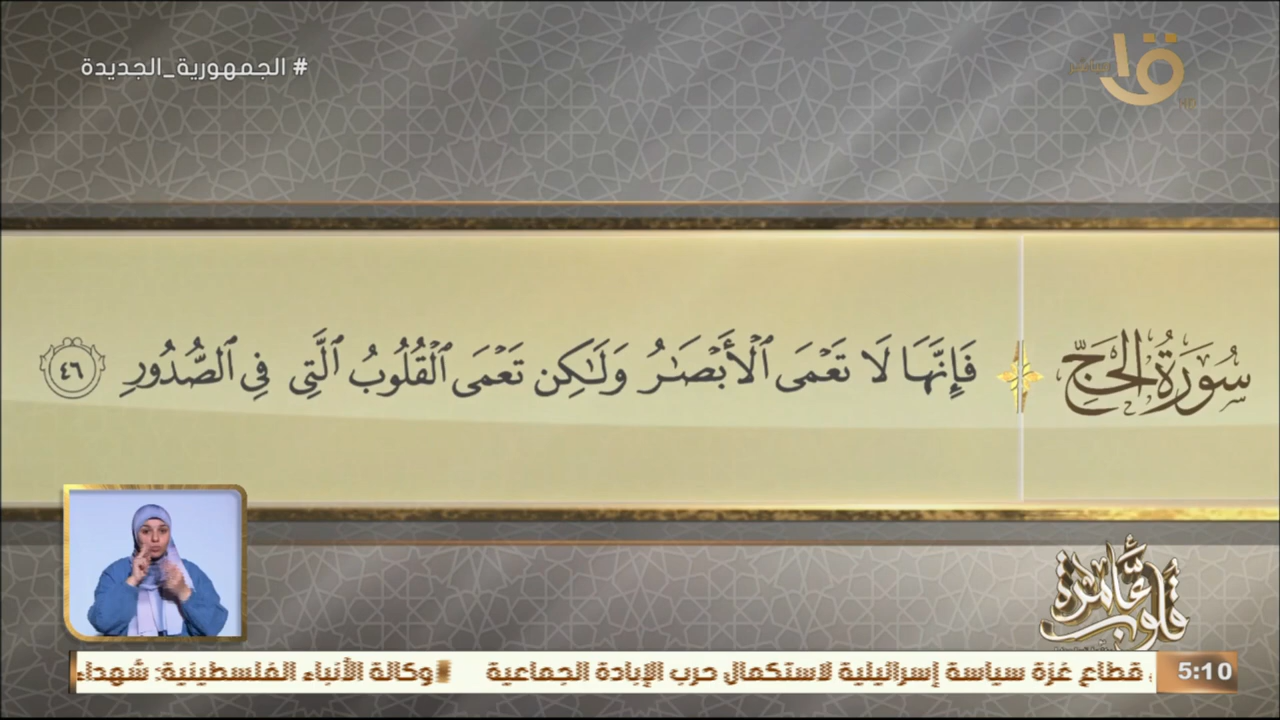 # الجمهورية_الجديدة
ق١
سُورَةُ الحَجّ
فَإِنَّهَا لَا تَعْمَى ٱلْأَبْصَٰرُ وَلَٰكِن تَعْمَى ٱلْقُلُوبُ ٱلَّتِى فِى ٱلصُّدُورِ ٤٦
قلوب عامرة
5:10
قطاع غزة سياسة إسرائيلية لاستكمال حرب الإبادة الجماعية وكالة الأنباء الفلسطينية: شهداء